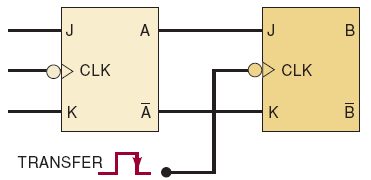 J A J B
CLK CLK
K A̅ K B̅
TRANSFER